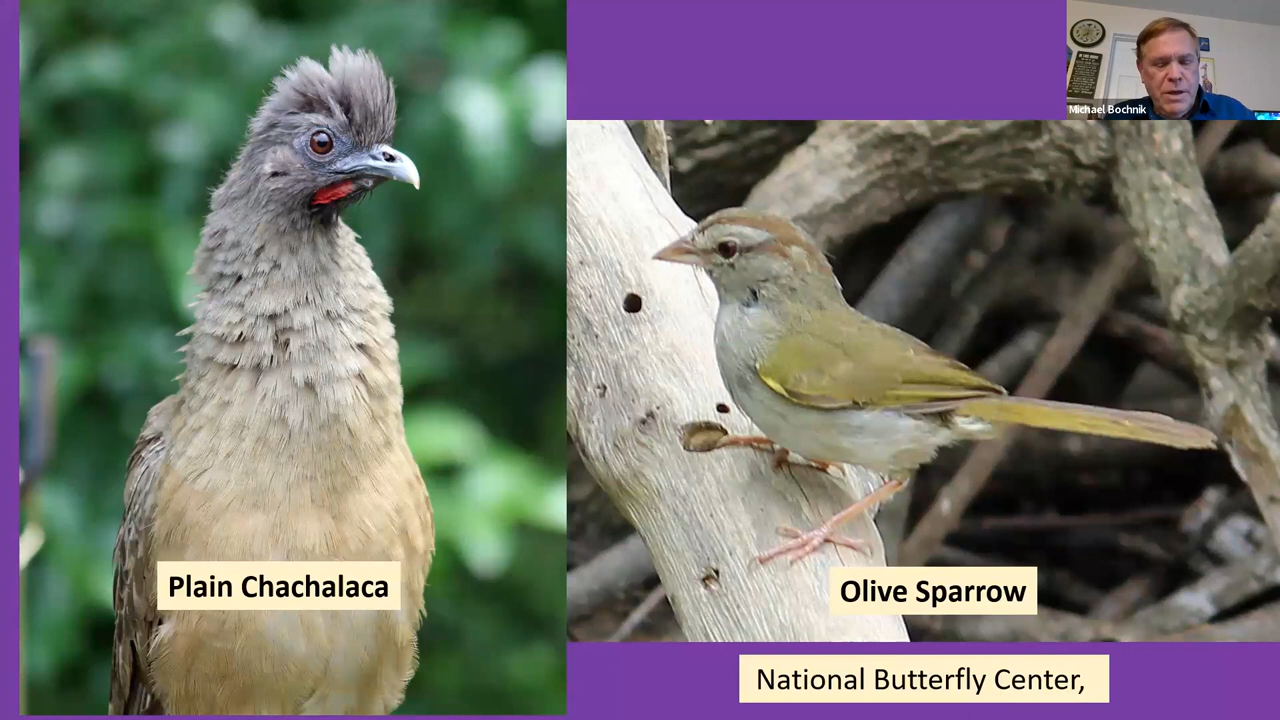 Michael Bochnik
Plain Chachalaca
Olive Sparrow
National Butterfly Center,